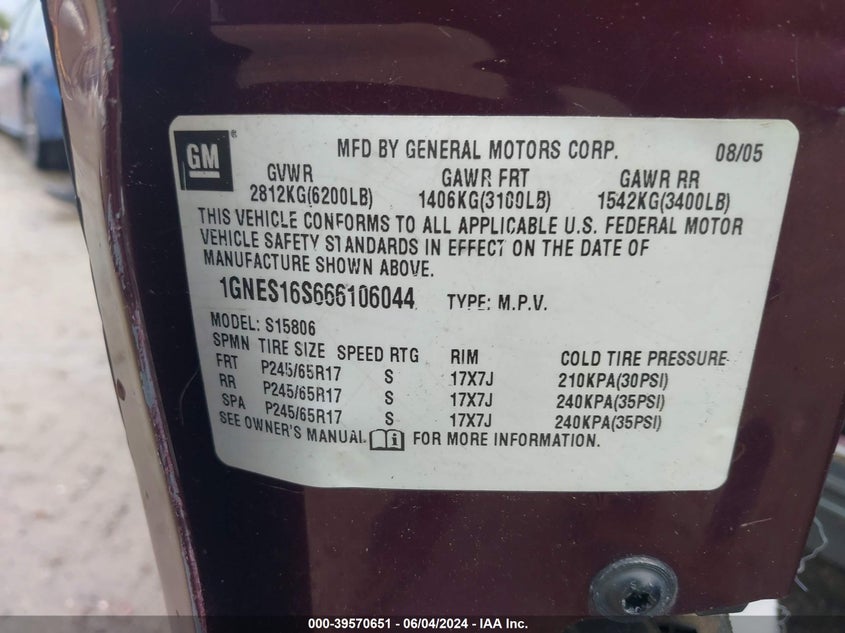 GM ® MFD BY GENERAL MOTORS CORP. 08/05
GVWR GAWR FRT GAWR RR
2812KG(6200LB) 1406KG(3100LB) 1542KG(3400LB)
THIS VEHICLE CONFORMS TO ALL APPLICABLE U.S. FEDERAL MOTOR
VEHICLE SAFETY STANDARDS IN EFFECT ON THE DATE OF
MANUFACTURE SHOWN ABOVE.
1GNES16S666106044 TYPE: M.P.V.
MODEL: S15806
SPMN TIRE SIZE SPEED RTG RIM COLD TIRE PRESSURE
FRT P245/65R17 S 17X7J 210KPA(30PSI)
RR P245/65R17 S 17X7J 240KPA(35PSI)
SPA P245/65R17 S 17X7J 240KPA(35PSI)
SEE OWNER'S MANUAL i FOR MORE INFORMATION.
000-39570651 - 06/04/2024 - IAA Inc.